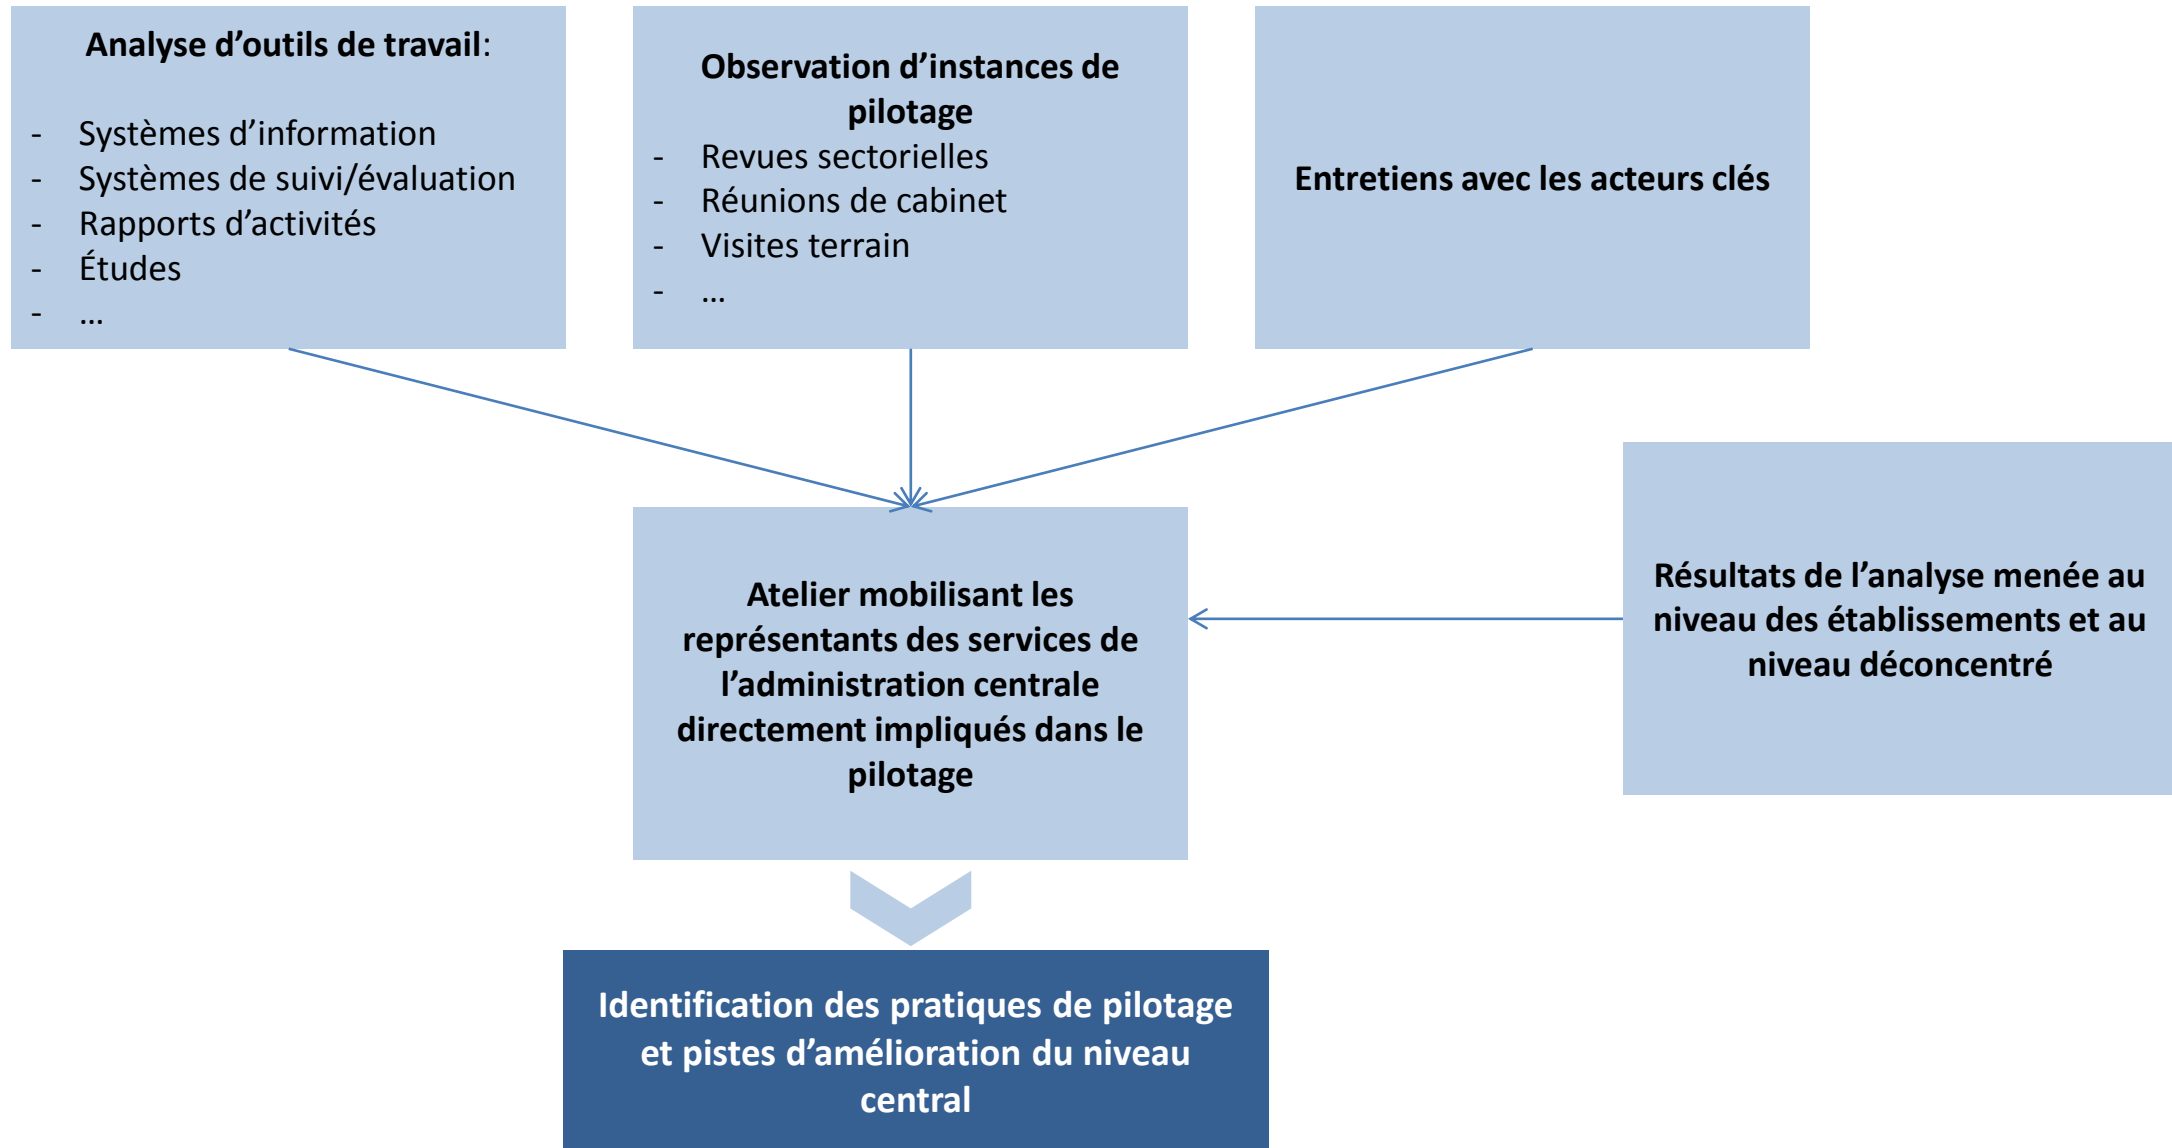 Analyse d’outils de travail:
- Systèmes d’information
- Systèmes de suivi/évaluation
- Rapports d’activités
- Études
- …
Observation d’instances de
pilotage
- Revues sectorielles
- Réunions de cabinet
- Visites terrain
- …
Entretiens avec les acteurs clés
Atelier mobilisant les
représentants des services de
l’administration centrale
directement impliqués dans le
pilotage
Résultats de l’analyse menée au
niveau des établissements et au
niveau déconcentré
Identification des pratiques de pilotage
et pistes d’amélioration du niveau
central